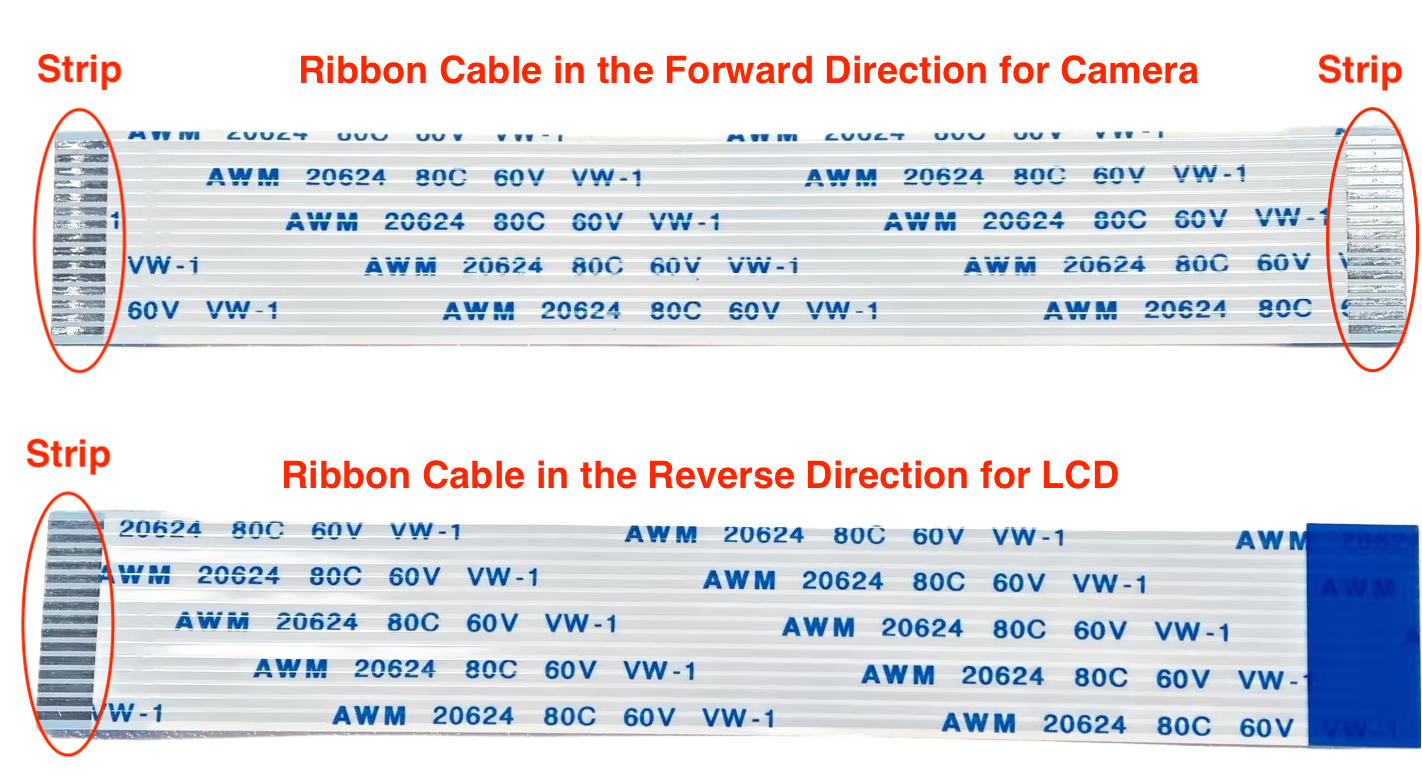 Strip Ribbon Cable in the Forward Direction for Camera Strip
AWM 20624 80C 60V VW-1 AWM 20624 80C 60V VW-1
AWM 20624 80C 60V VW-1 AWM 20624 80C 60V VW-1
1 AWM 20624 80C 60V VW-1 AWM 20624 80C 60V VW-1
VW-1 AWM 20624 80C 60V VW-1 AWM 20624 80C 60V
60V VW-1 AWM 20624 80C 60V VW-1 AWM 20624 80C
Strip
Ribbon Cable in the Reverse Direction for LCD
20624 80C 60V VW-1 AWM 20624 80C 60V VW-1 AWM
AWM 20624 80C 60V VW-1 AWM 20624 80C 60V VW-1 AWM
AWM 20624 80C 60V VW-1 AWM 20624 80C 60V VW-1
AWM 20624 80C 60V VW-1 AWM 20624 80C 60V VW-1
VW-1 AWM 20624 80C 60V VW-1 AWM 20624 80C 60V VW-1